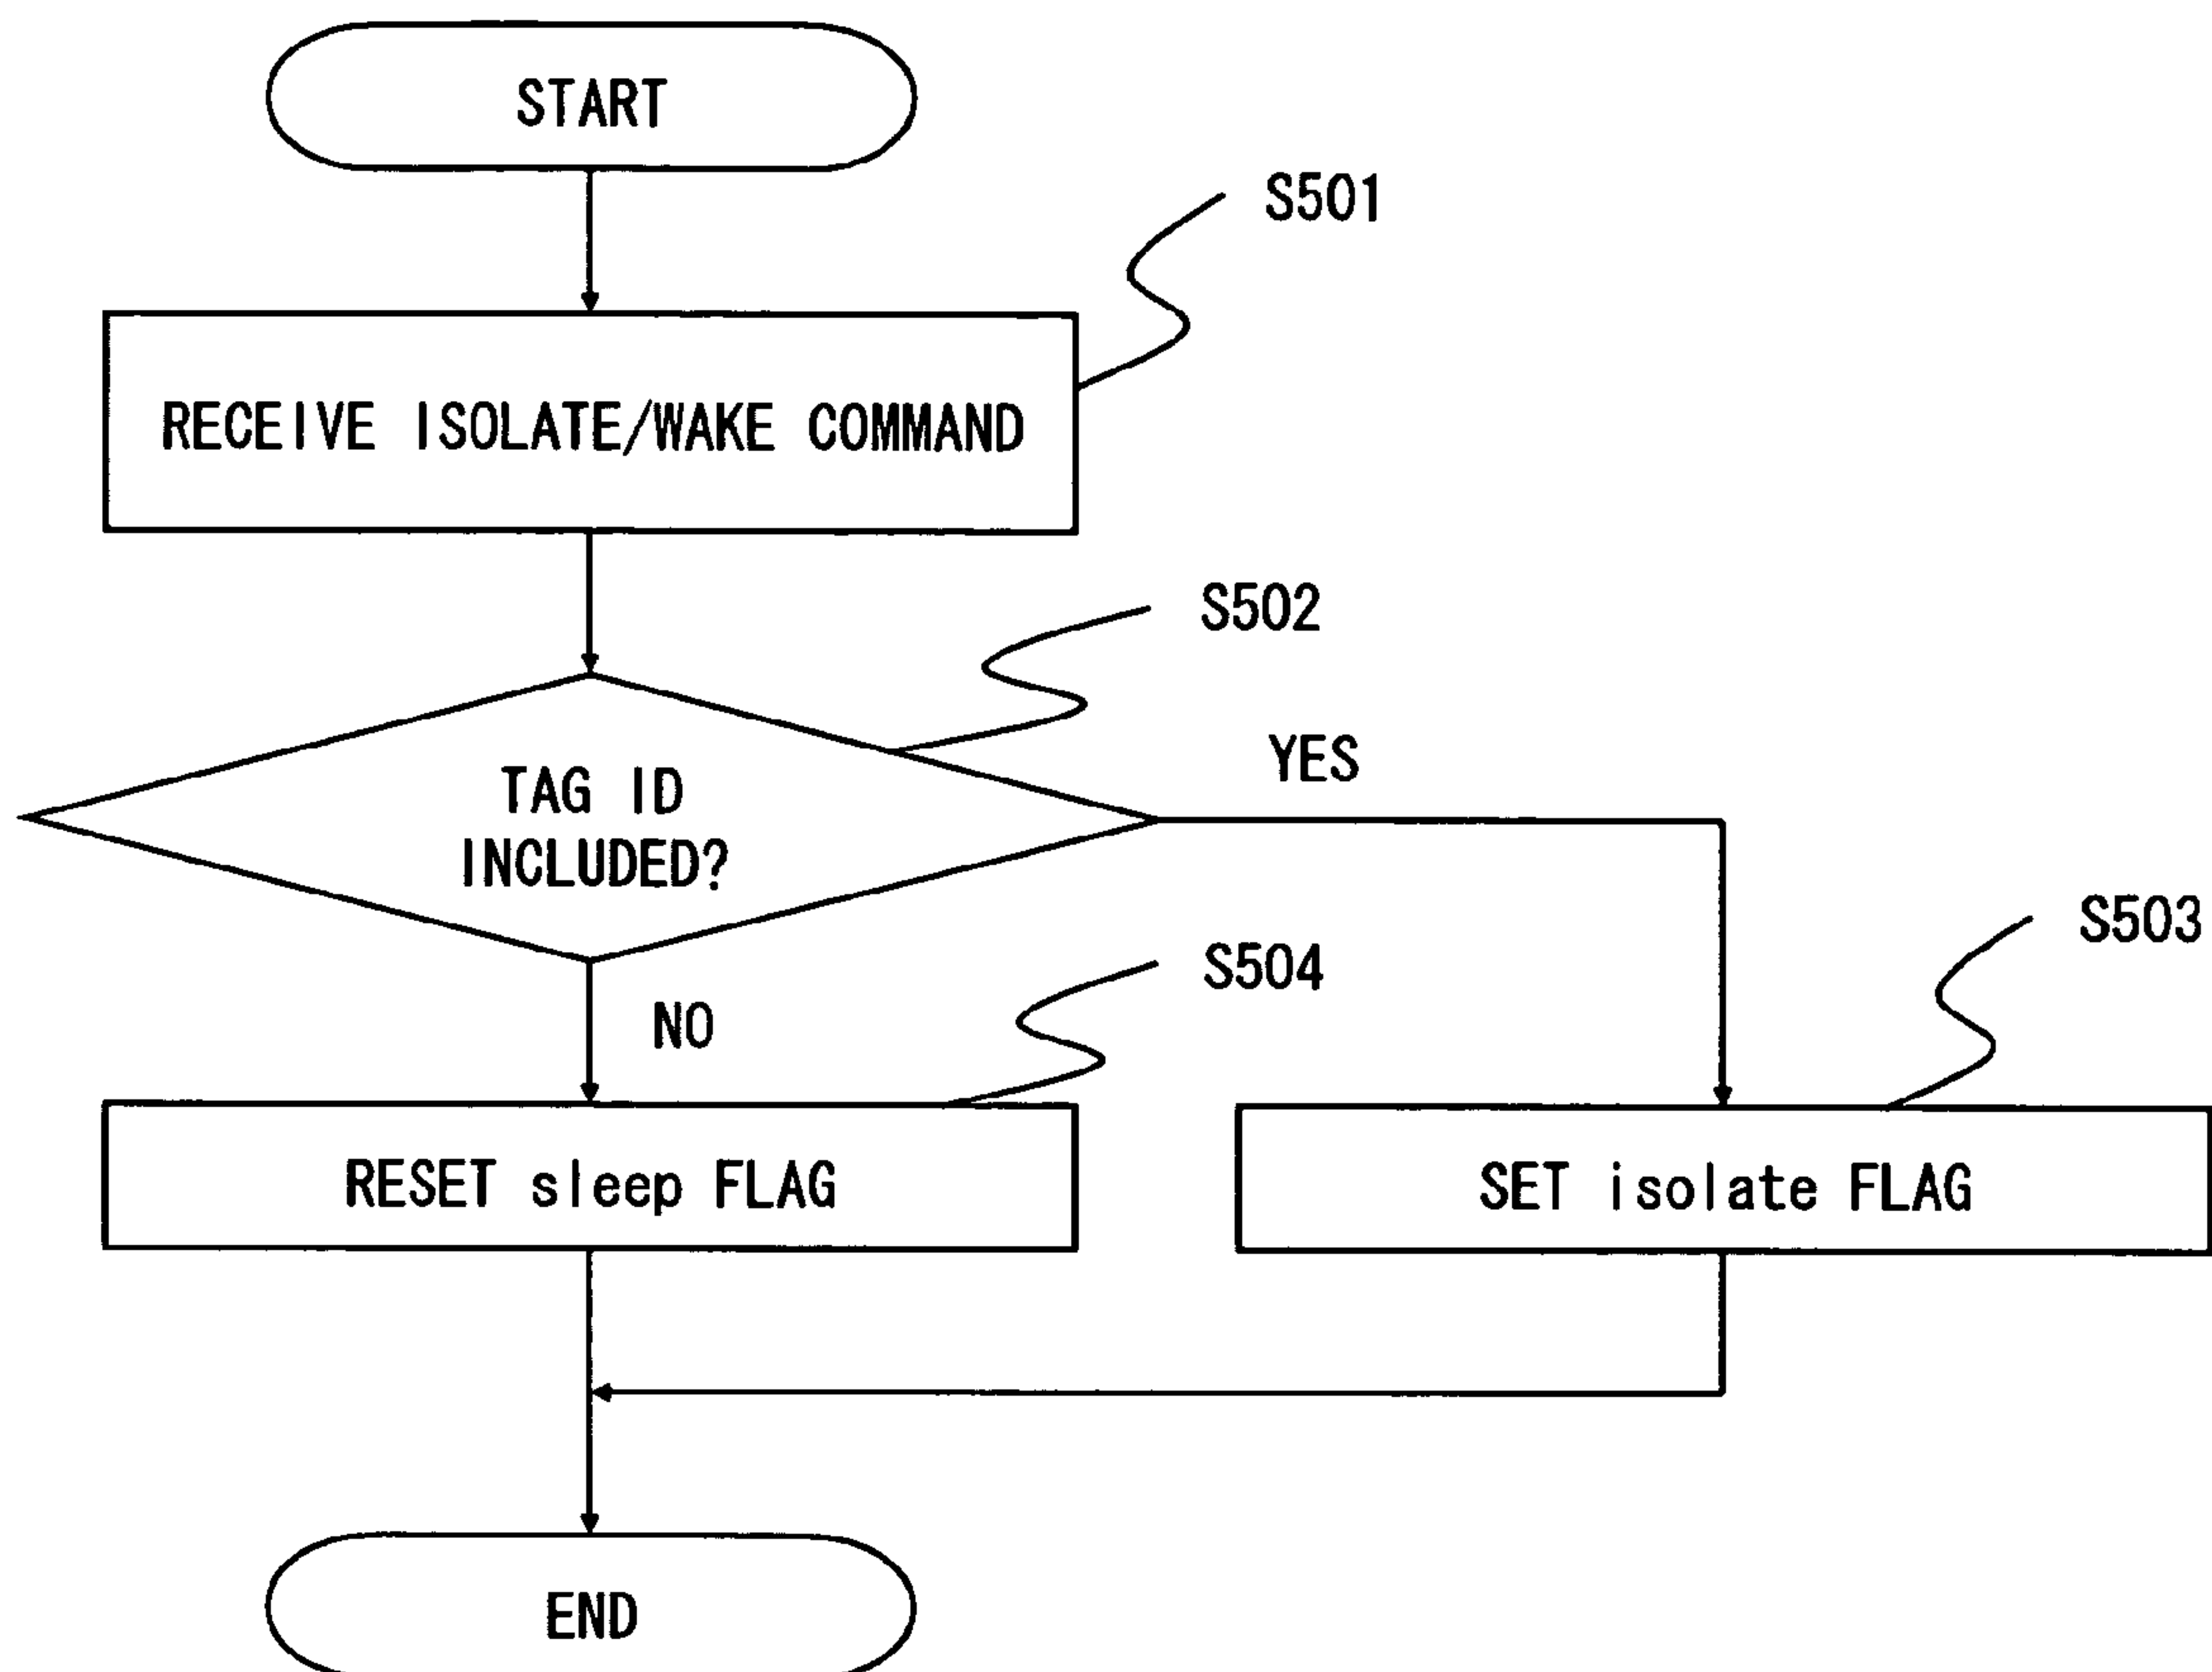 START
S501
RECEIVE ISOLATE/WAKE COMMAND
S502
YES
TAG ID
INCLUDED?
S503
S504
NO
RESET sleep FLAG
SET isolate FLAG
END